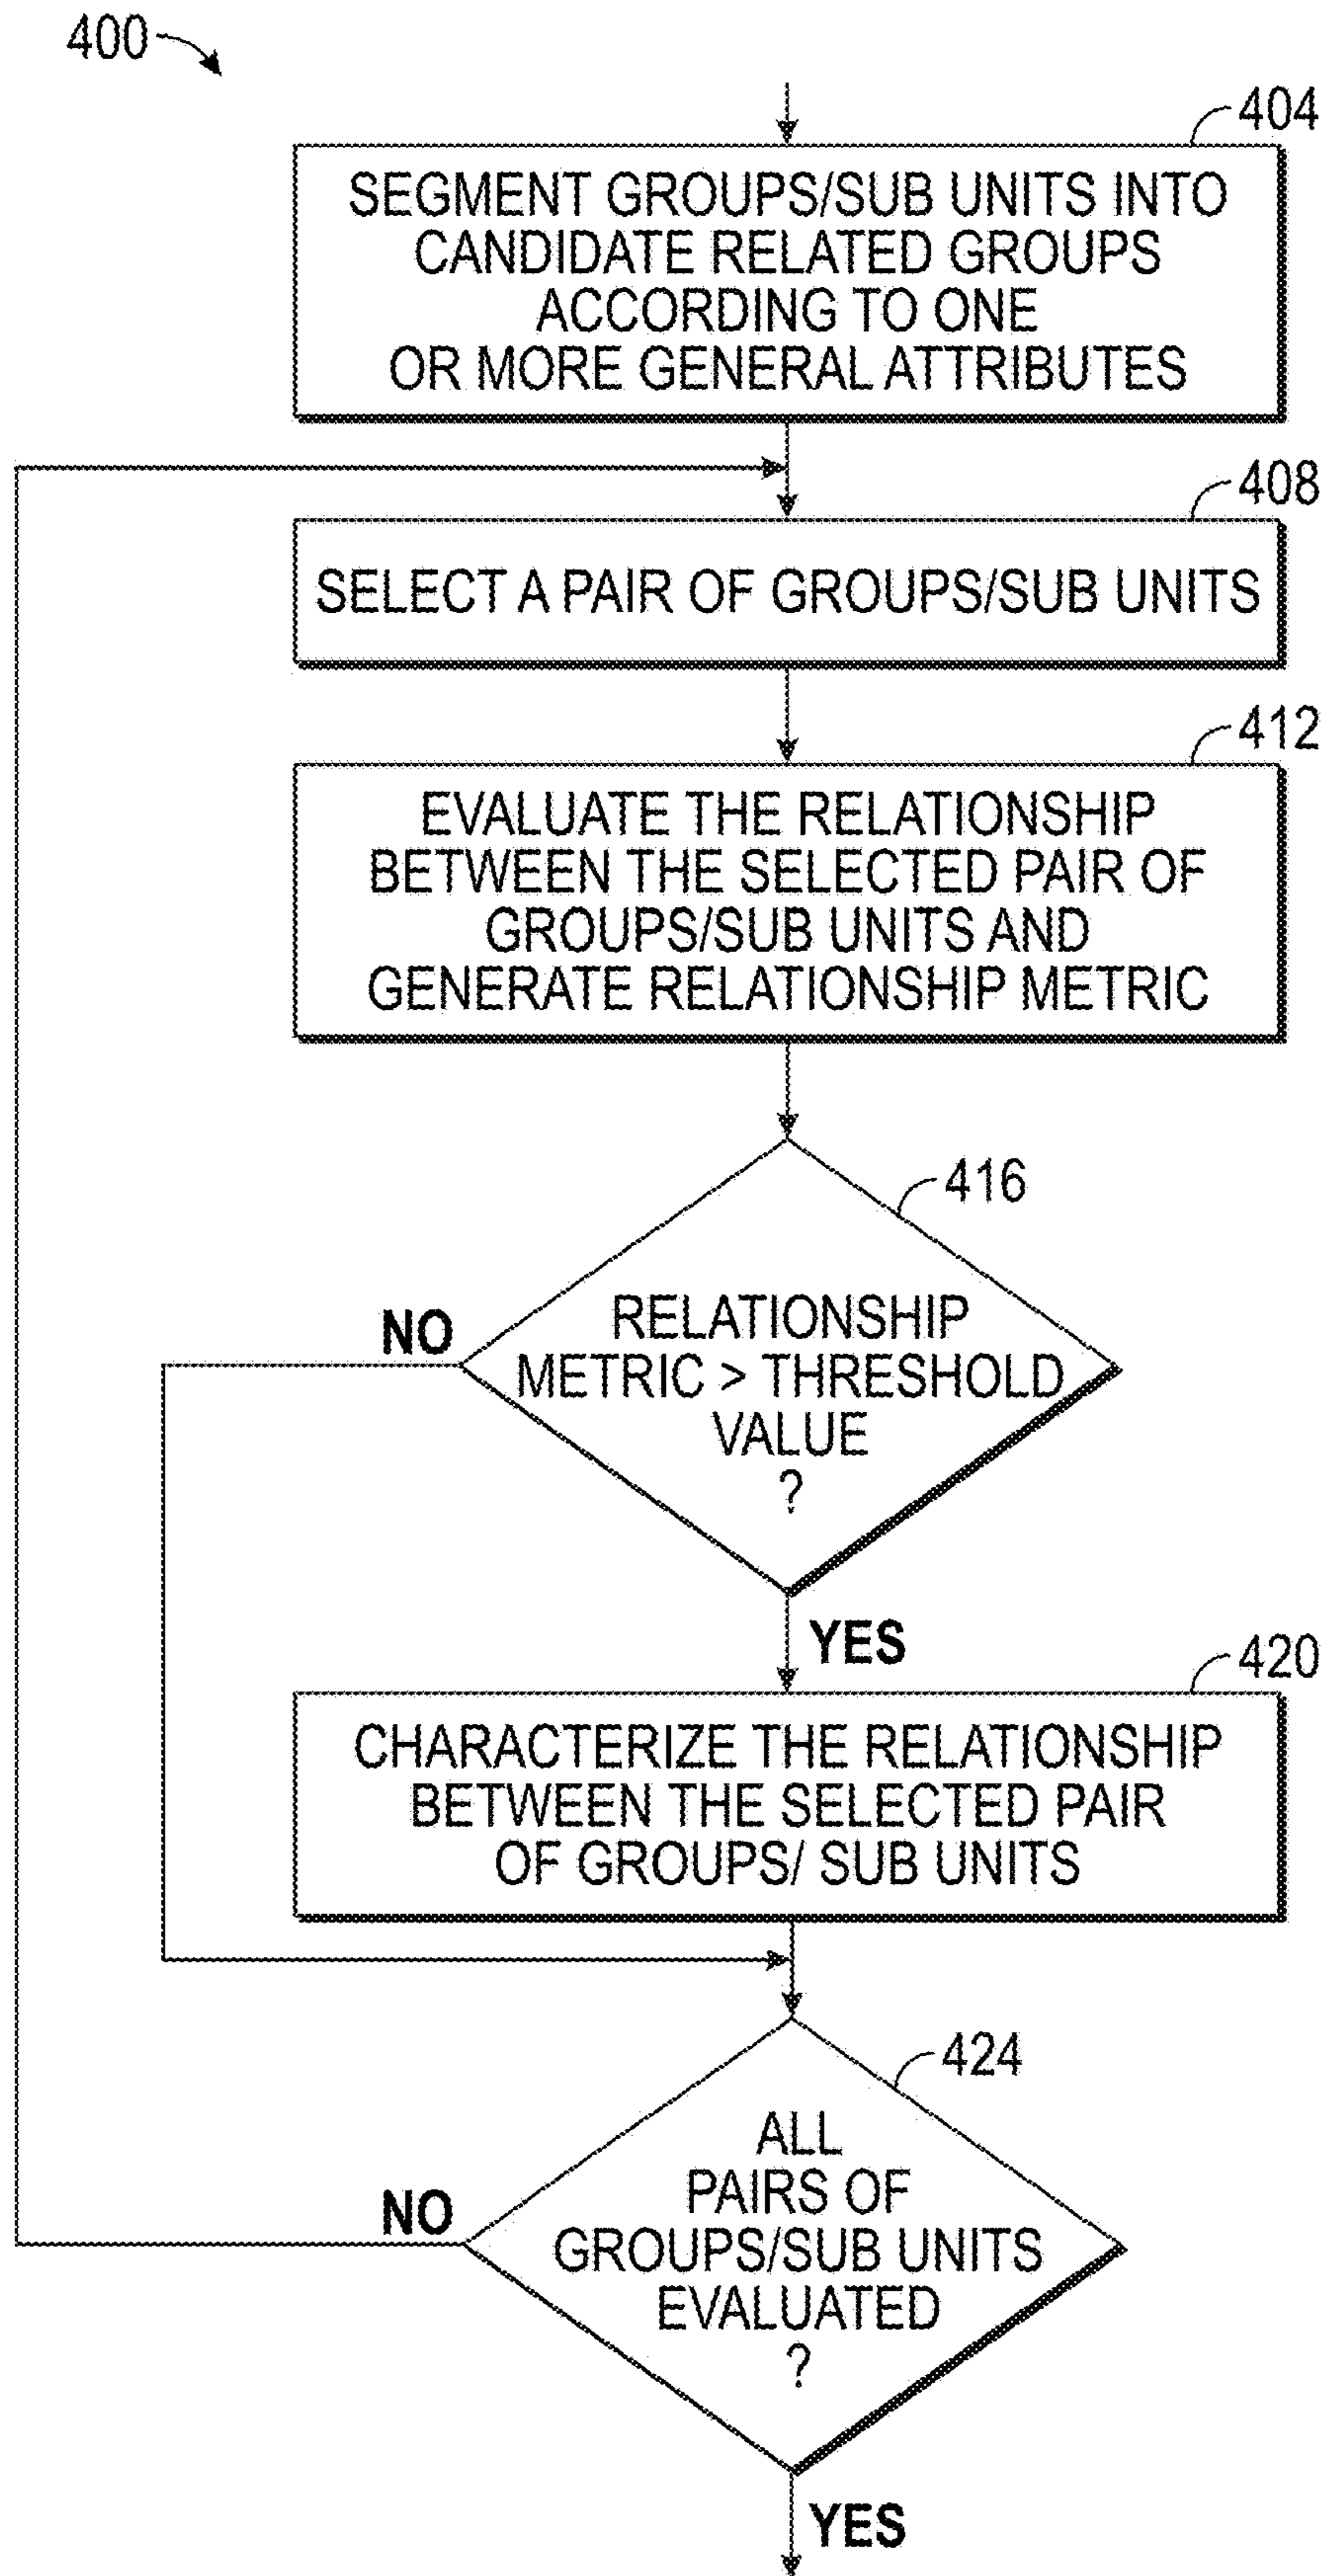 400
404
SEGMENT GROUPS/SUB UNITS INTO
CANDIDATE RELATED GROUPS
ACCORDING TO ONE
OR MORE GENERAL ATTRIBUTES
408
SELECT A PAIR OF GROUPS/SUB UNITS
412
EVALUATE THE RELATIONSHIP
BETWEEN THE SELECTED PAIR OF
GROUPS/SUB UNITS AND
GENERATE RELATIONSHIP METRIC
416
NO
RELATIONSHIP
METRIC > THRESHOLD
VALUE
?
YES
420
CHARACTERIZE THE RELATIONSHIP
BETWEEN THE SELECTED PAIR
OF GROUPS/ SUB UNITS
424
ALL
PAIRS OF
NO
GROUPS/SUB UNITS
EVALUATED
?
YES